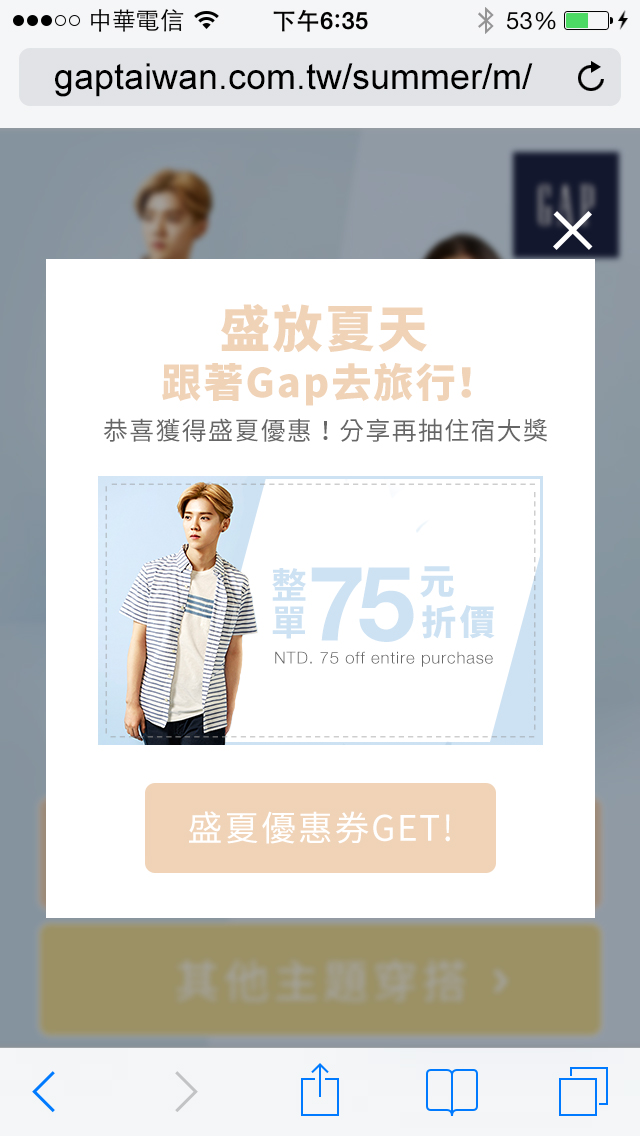 中華電信
下午6:35
53%
gaptaiwan.com.tw/summer/m/
GAP
盛放夏天
跟著Gap去旅行!
恭喜獲得盛夏優惠！分享再抽住宿大獎
整單75元折價
NTD. 75 off entire purchase
盛夏優惠券GET!
其他主題穿搭